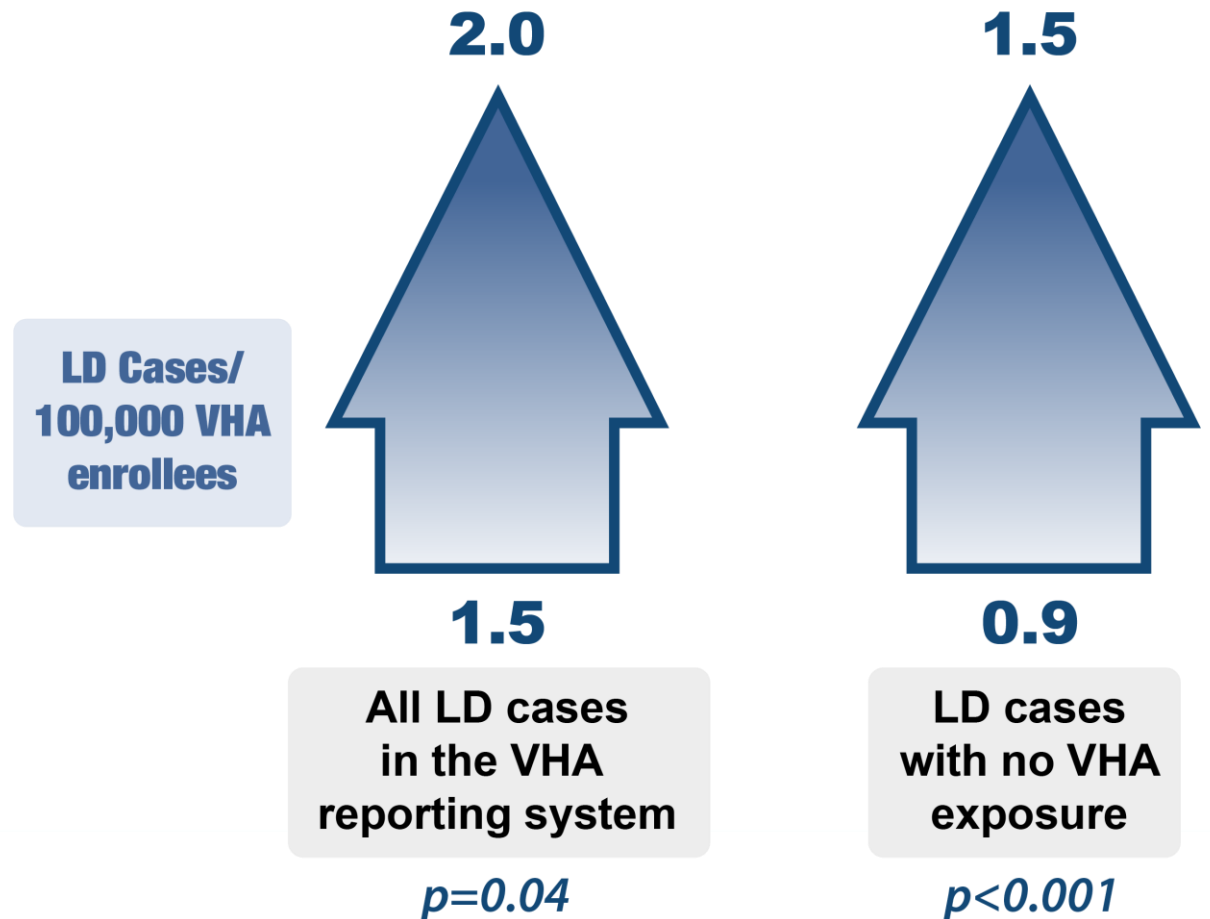 2.0
1.5
LD Cases/
100,000 VHA
enrollees
1.5
0.9
All LD cases
in the VHA
reporting system
LD cases
with no VHA
exposure
p=0.04
p<0.001